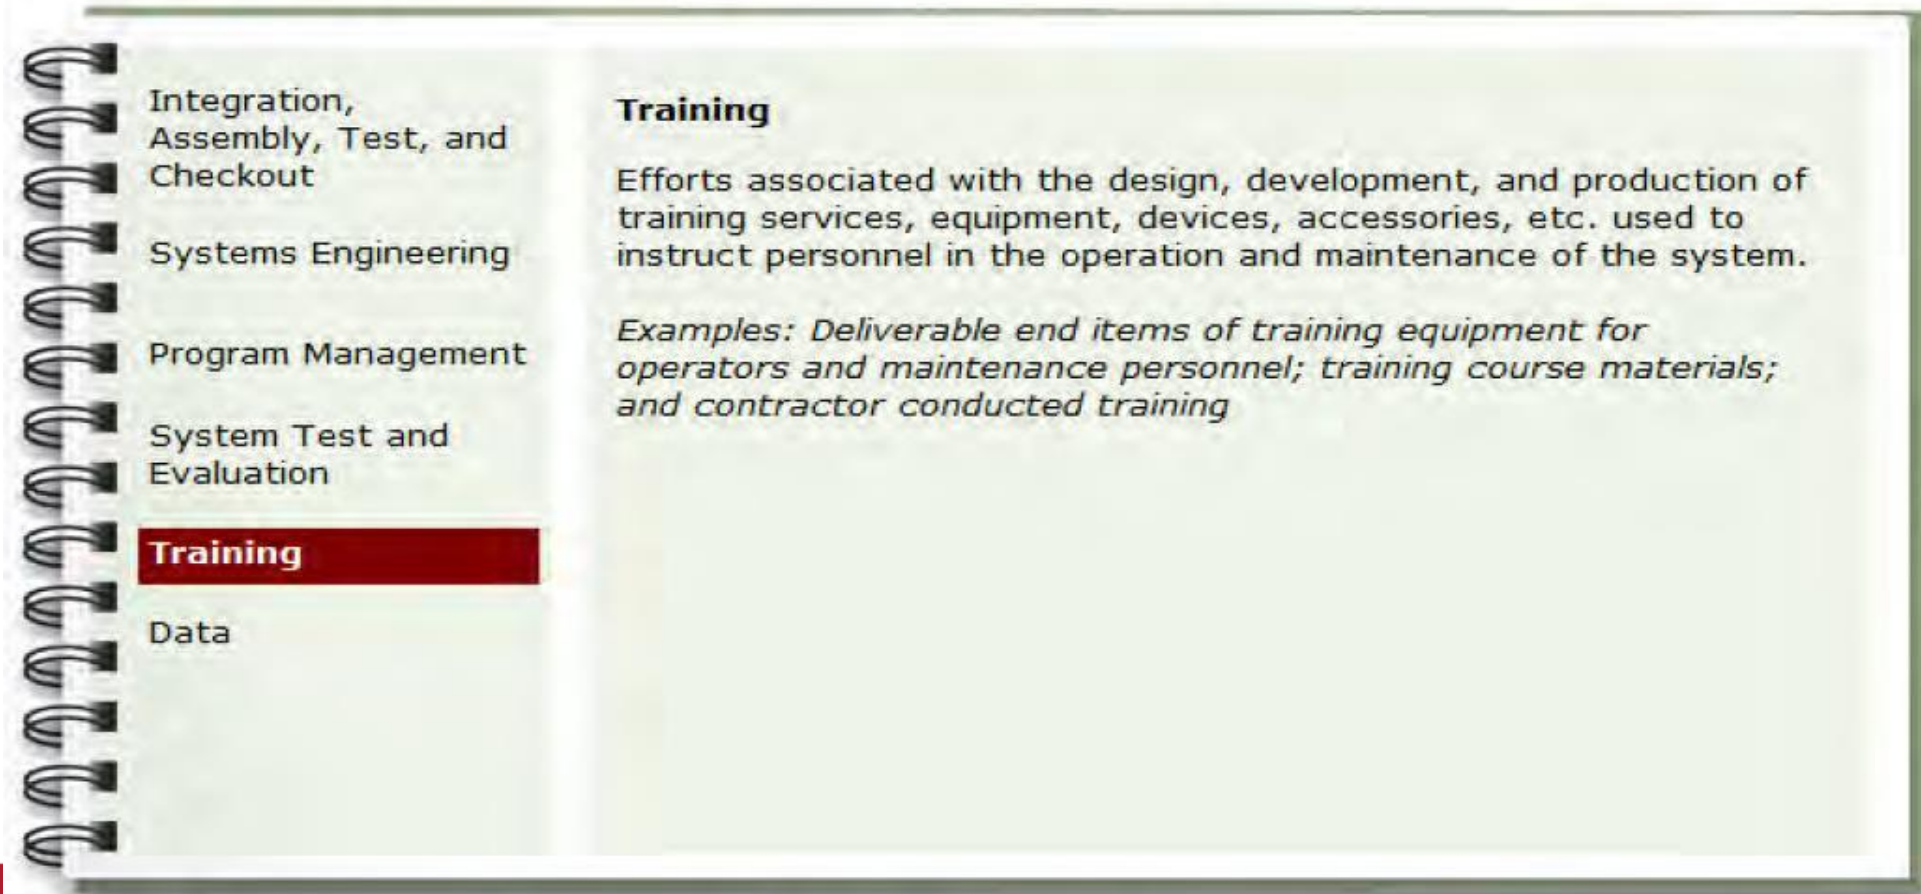 Integration,
Assembly, Test, and
Checkout
Systems Engineering
Program Management
System Test and
Evaluation
Training
Data
Training
Efforts associated with the design, development, and production of
training services, equipment, devices, accessories, etc. used to
instruct personnel in the operation and maintenance of the system.
Examples: Deliverable end items of training equipment for
operators and maintenance personnel; training course materials;
and contractor conducted training